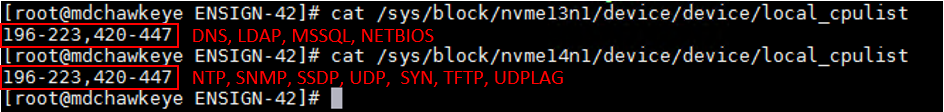 [root@mdchawkeye ENSIGN-42]# cat /sys/block/nvme13n1/device/device/local_cpulist
196-223,420-447 DNS, LDAP, MSSQL, NETBIOS
[root@mdchawkeye ENSIGN-42]# cat /sys/block/nvme14n1/device/device/local_cpulist
196-223,420-447 NTP, SNMP, SSDP, UDP, SYN, TFTP, UDPLAG
[root@mdchawkeye ENSIGN-42]#